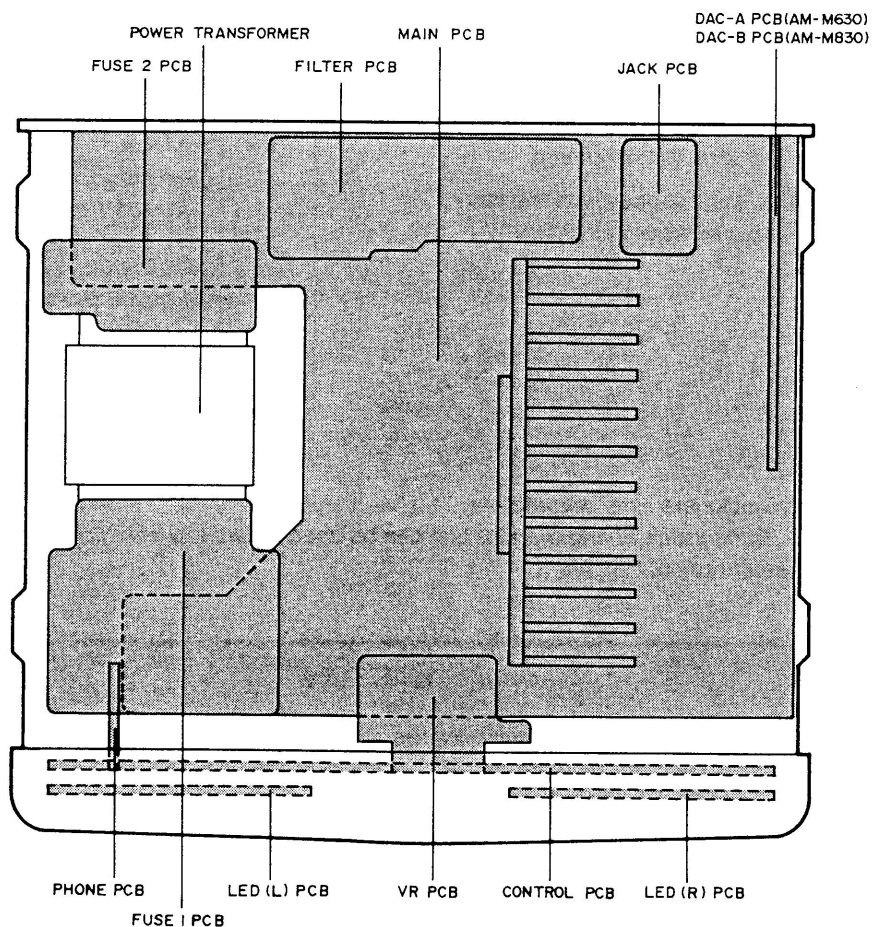 DAC-A PCB(AM-M630)
DAC-B PCB(AM-M830)
POWER TRANSFORMER
MAIN PCB
FUSE 2 PCB
FILTER PCB
JACK PCB
PHONE PCB
LED (L) PCB
VR PCB
CONTROL PCB
LED (R) PCB
FUSE 1 PCB